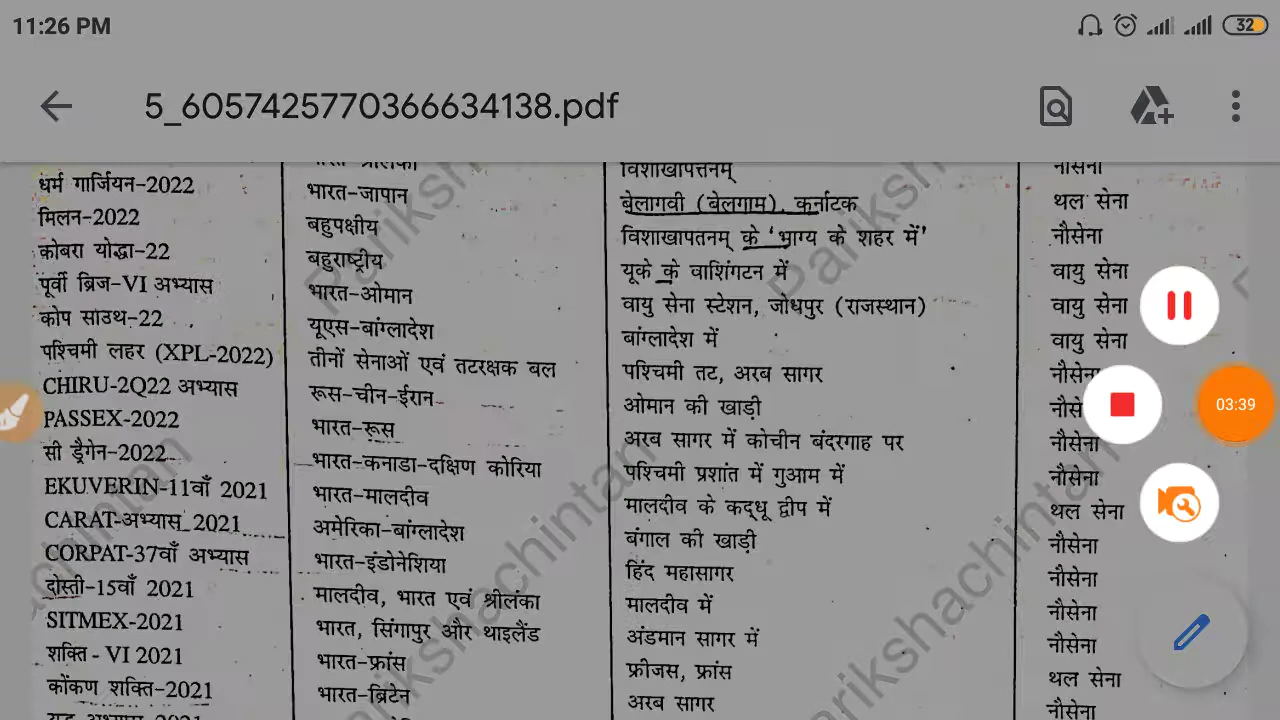 11:26 PM 32
5_6057425770366634138.pdf
विशाखापत्तनम् नौसेना
धर्म गार्जियन-2022 भारत-जापान बेलागवी (बेलगाम), कर्नाटक थल सेना
मिलन-2022 बहुपक्षीय विशाखापतनम् के 'भाग्य के शहर में' नौसेना
कोबरा योद्धा-22 बहुराष्ट्रीय यूके के वाशिंगटन में वायु सेना
पूर्वी ब्रिज-VI अभ्यास भारत-ओमान वायु सेना स्टेशन, जोधपुर (राजस्थान) वायु सेना
कोप सांउथ-22 यूएस-बांग्लादेश बांग्लादेश में वायु सेना
पश्चिमी लहर (XPL-2022) तीनों सेनाओं एवं तटरक्षक बल पश्चिमी तट, अरब सागर नौसेना
CHIRU-2Q22 अभ्यास रूस-चीन-ईरान ओमान की खाड़ी नौसे
PASSEX-2022 भारत-रूस अरब सागर में कोचीन बंदरगाह पर नौसेना
सी ड्रैगेन-2022 भारत-कनाडा-दक्षिण कोरिया पश्चिमी प्रशांत में गुआम में नौसेना
EKUVERIN-11वाँ 2021 भारत-मालदीव मालदीव के कद्धू द्वीप में थल सेना
CARAT-अभ्यास 2021 अमेरिका-बांग्लादेश बंगाल की खाड़ी नौसेना
CORPAT-37वाँ अभ्यास भारत-इंडोनेशिया हिंद महासागर नौसेना
दोस्ती-15वाँ 2021 मालदीव, भारत एवं श्रीलंका मालदीव में नौसेना
SITMEX-2021 भारत, सिंगापुर और थाइलैंड अंडमान सागर में नौसेना
शक्ति - VI 2021 भारत-फ्रांस फ्रीजस, फ्रांस थल सेना
कोंकण शक्ति-2021 भारत-ब्रिटेन अरब सागर नौसेना
03:39
Parikshachintan